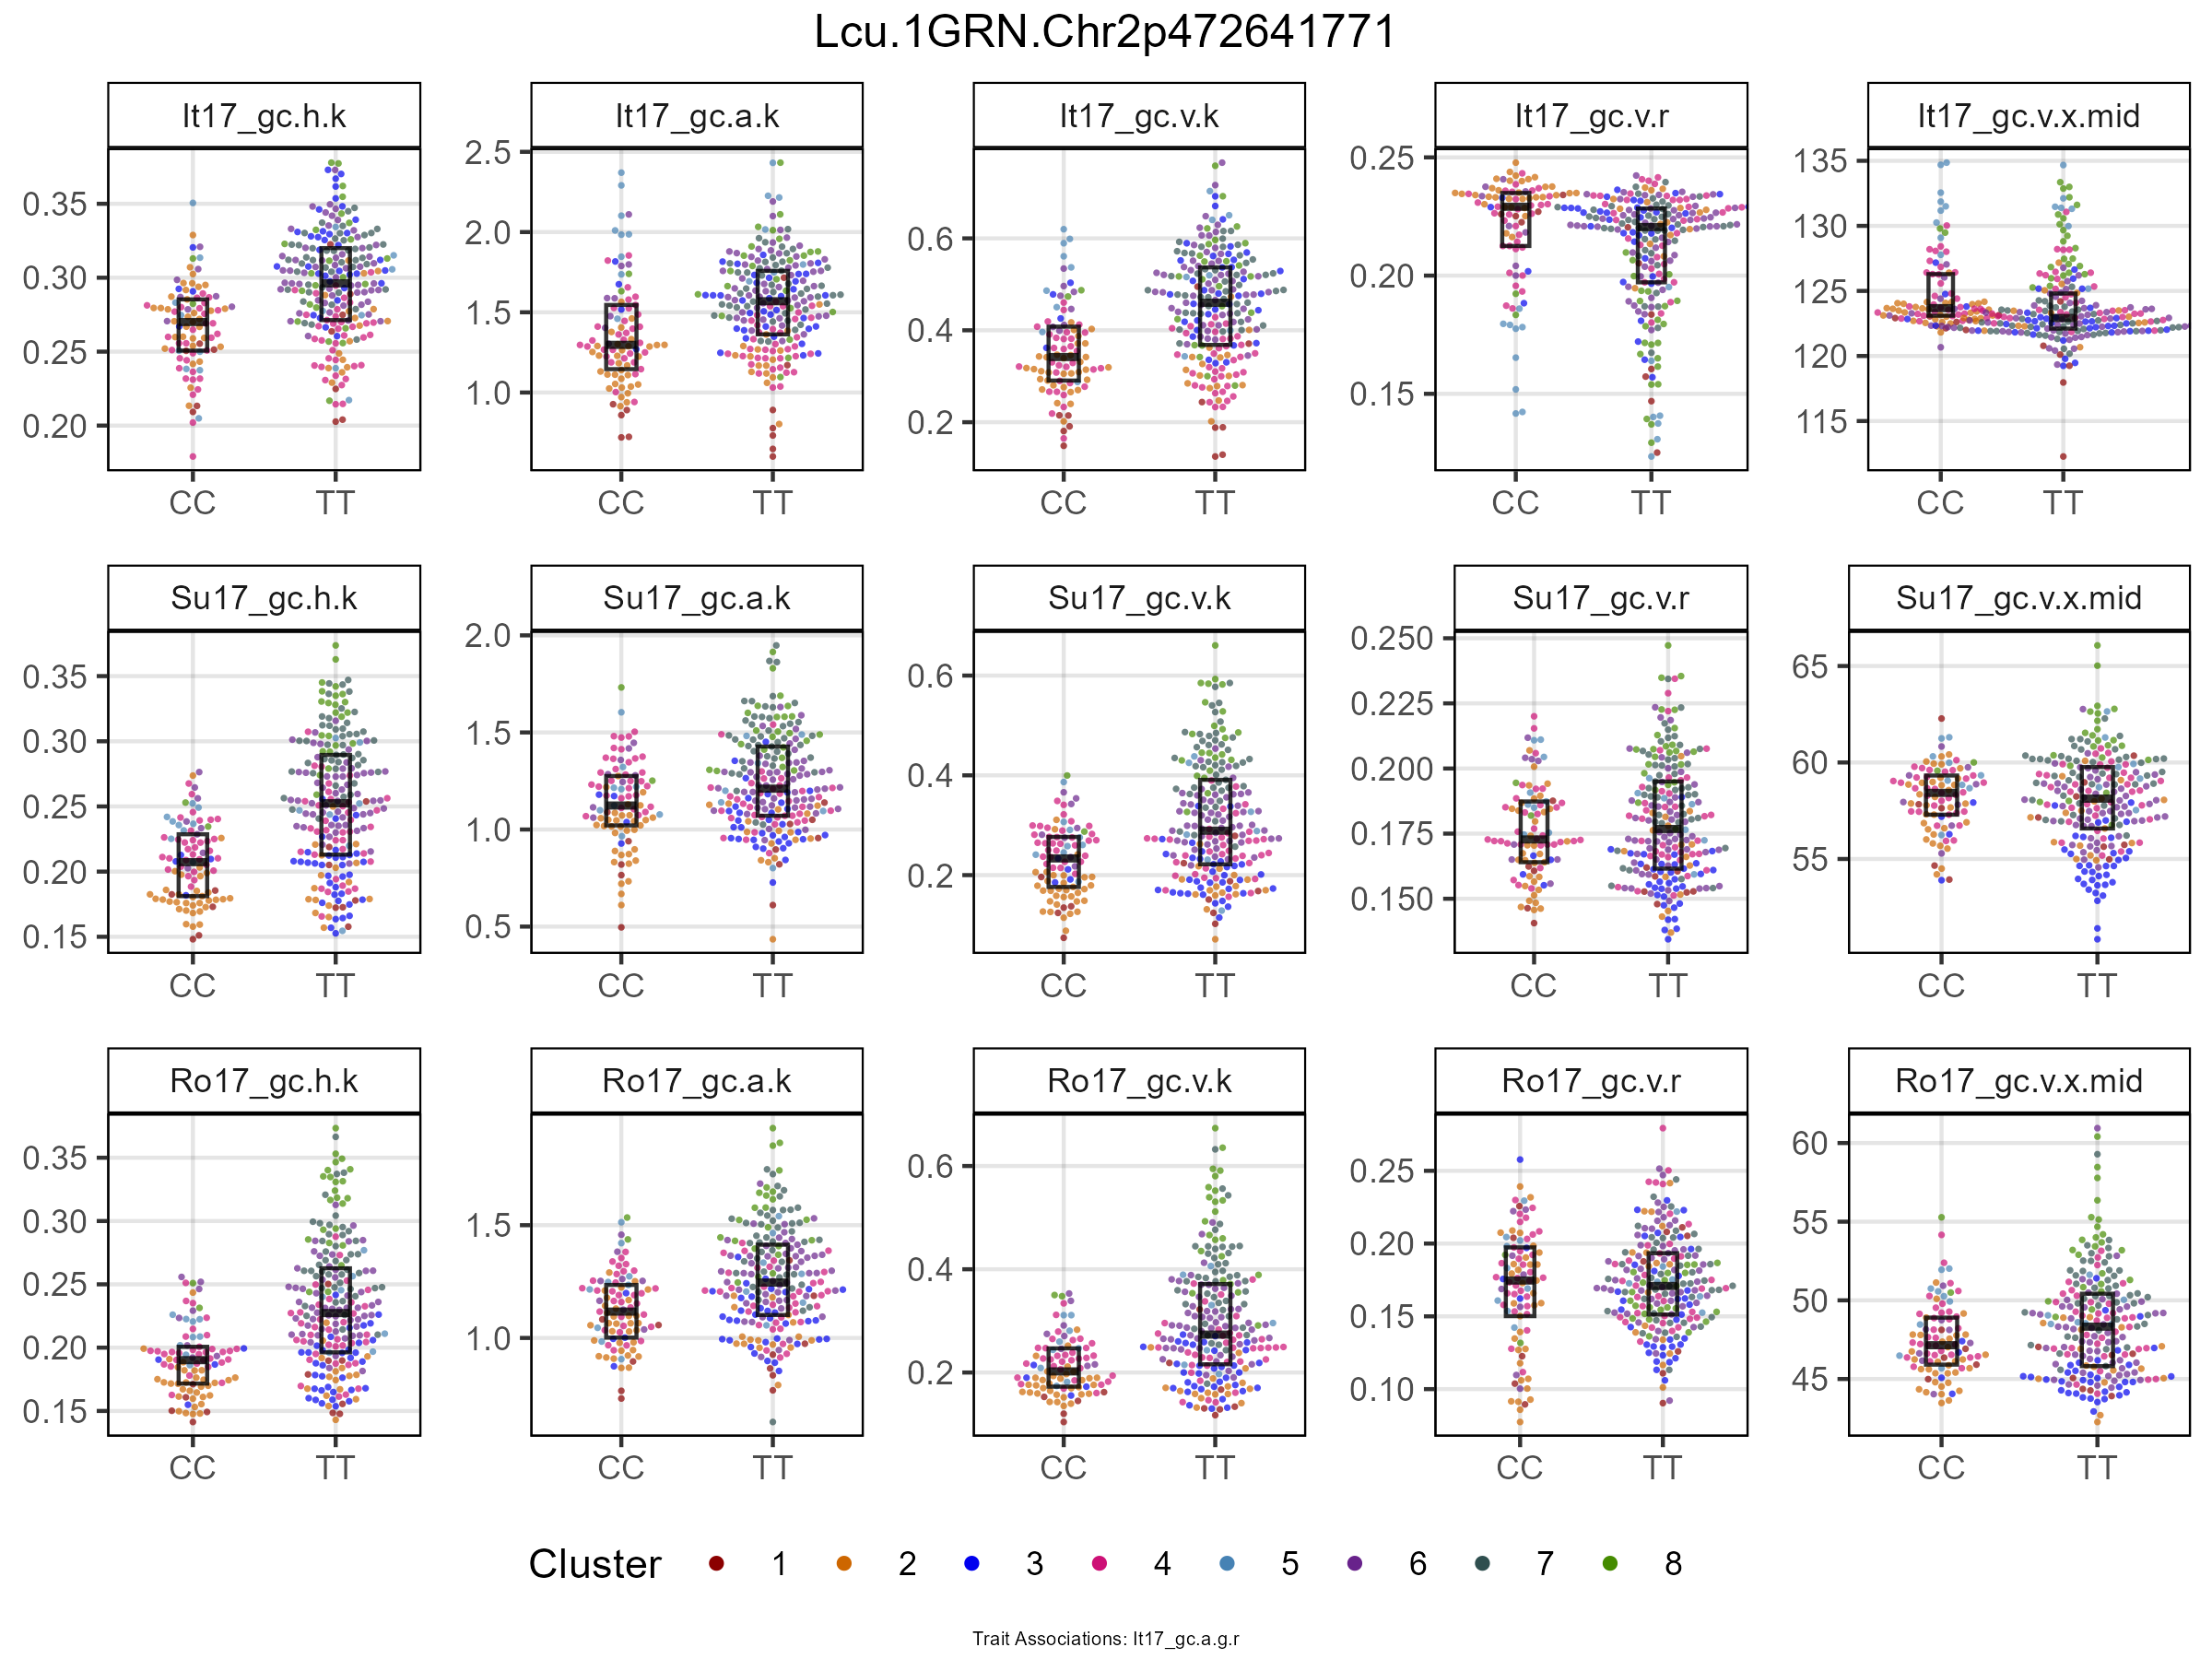 Lcu.1GRN.Chr2p472641771
It17_gc.h.k It17_gc.a.k It17_gc.v.k It17_gc.v.r It17_gc.v.x.mid
0.35 0.30 0.25 0.20
2.5 2.0 1.5 1.0
0.6 0.4 0.2
0.25 0.20 0.15
135 130 125 120 115
CC TT CC TT CC TT CC TT CC TT
Su17_gc.h.k Su17_gc.a.k Su17_gc.v.k Su17_gc.v.r Su17_gc.v.x.mid
0.35 0.30 0.25 0.20 0.15
2.0 1.5 1.0 0.5
0.6 0.4 0.2
0.250 0.225 0.200 0.175 0.150
65 60 55
CC TT CC TT CC TT CC TT CC TT
Ro17_gc.h.k Ro17_gc.a.k Ro17_gc.v.k Ro17_gc.v.r Ro17_gc.v.x.mid
0.35 0.30 0.25 0.20 0.15
1.5 1.0
0.6 0.4 0.2
0.25 0.20 0.15 0.10
60 55 50 45
CC TT CC TT CC TT CC TT CC TT
Cluster 1 2 3 4 5 6 7 8
Trait Associations: It17_gc.a.g.r